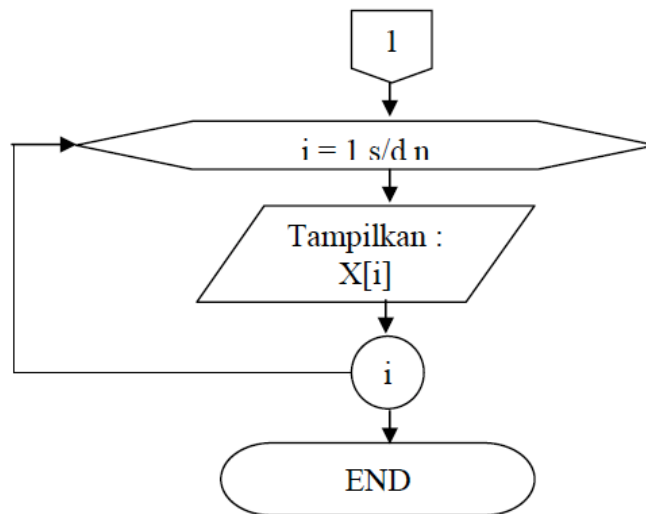 1
i = 1 s/d n
Tampilkan :
X[i]
i
END